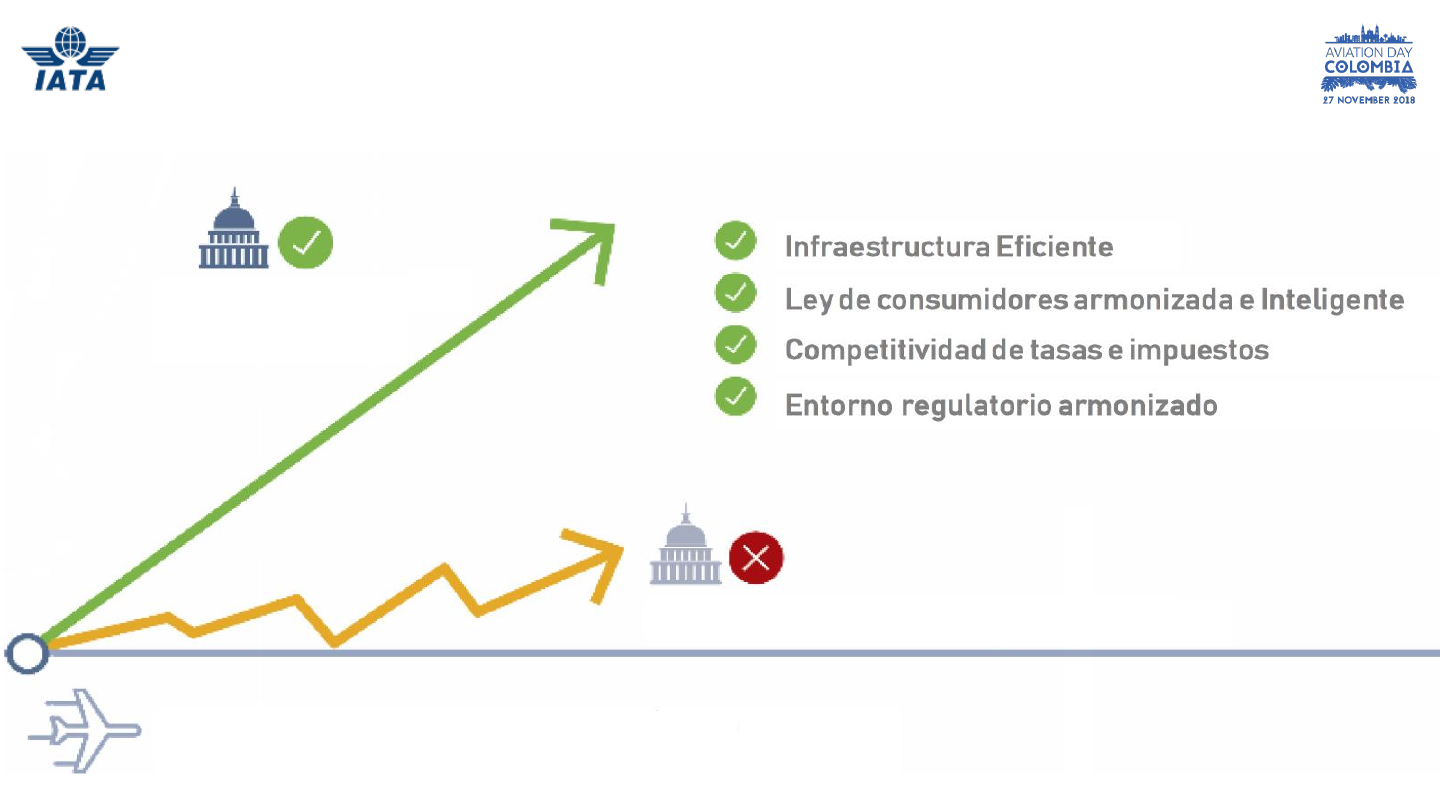 IATA
AVIATION DAY
COLOMBIA
27 NOVEMBER 2018
Infraestructura Eficiente
Ley de consumidores armonizada e Inteligente
Competitividad de tasas e impuestos
Entorno regulatorio armonizado